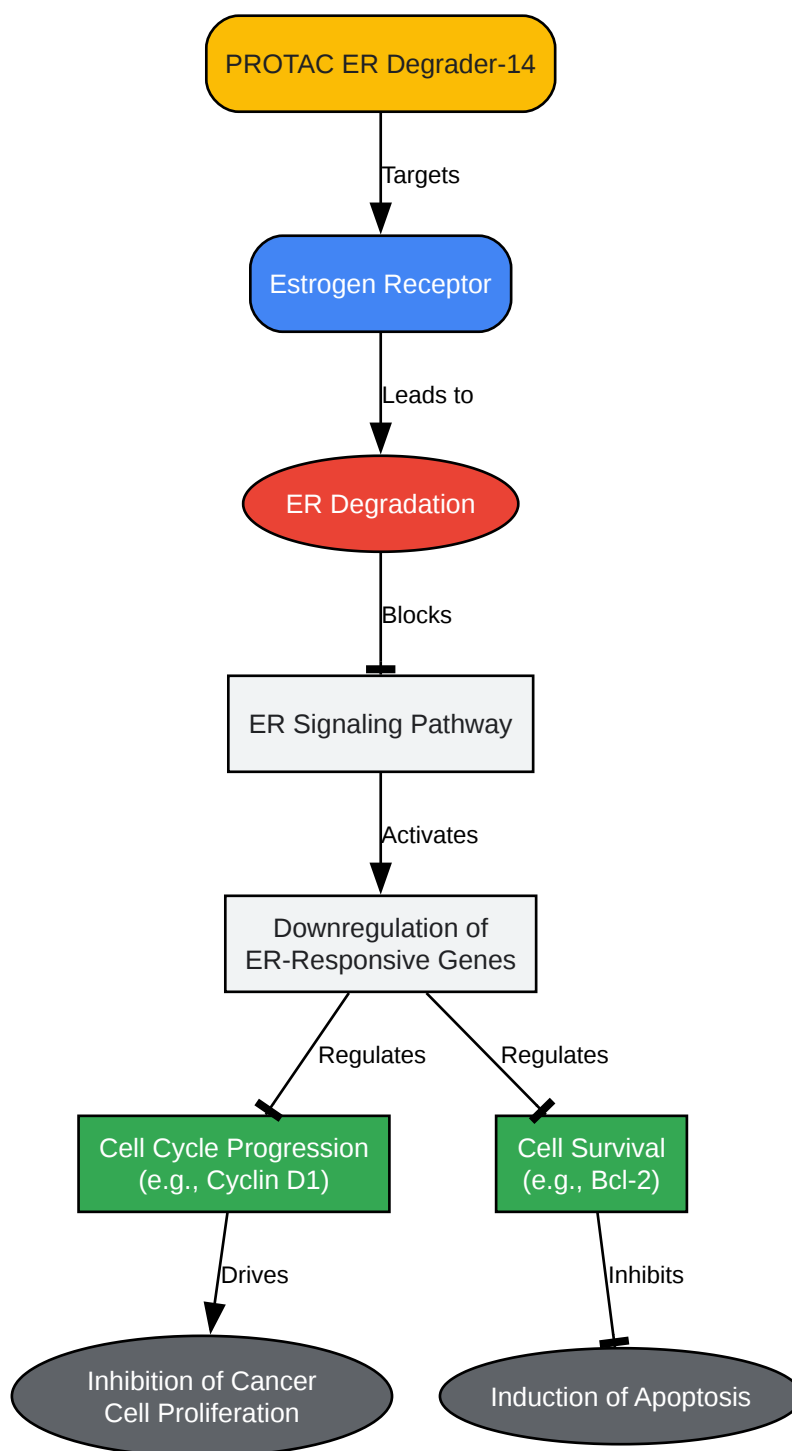 PROTAC ER Degrader-14
Targets
Estrogen Receptor
Leads to
ER Degradation
Blocks
ER Signaling Pathway
Activates
Downregulation of
ER-Responsive Genes
Regulates
Regulates
Cell Cycle Progression
(e.g., Cyclin D1)
Cell Survival
(e.g., Bcl-2)
Drives
Inhibits
Inhibition of Cancer
Cell Proliferation
Induction of Apoptosis